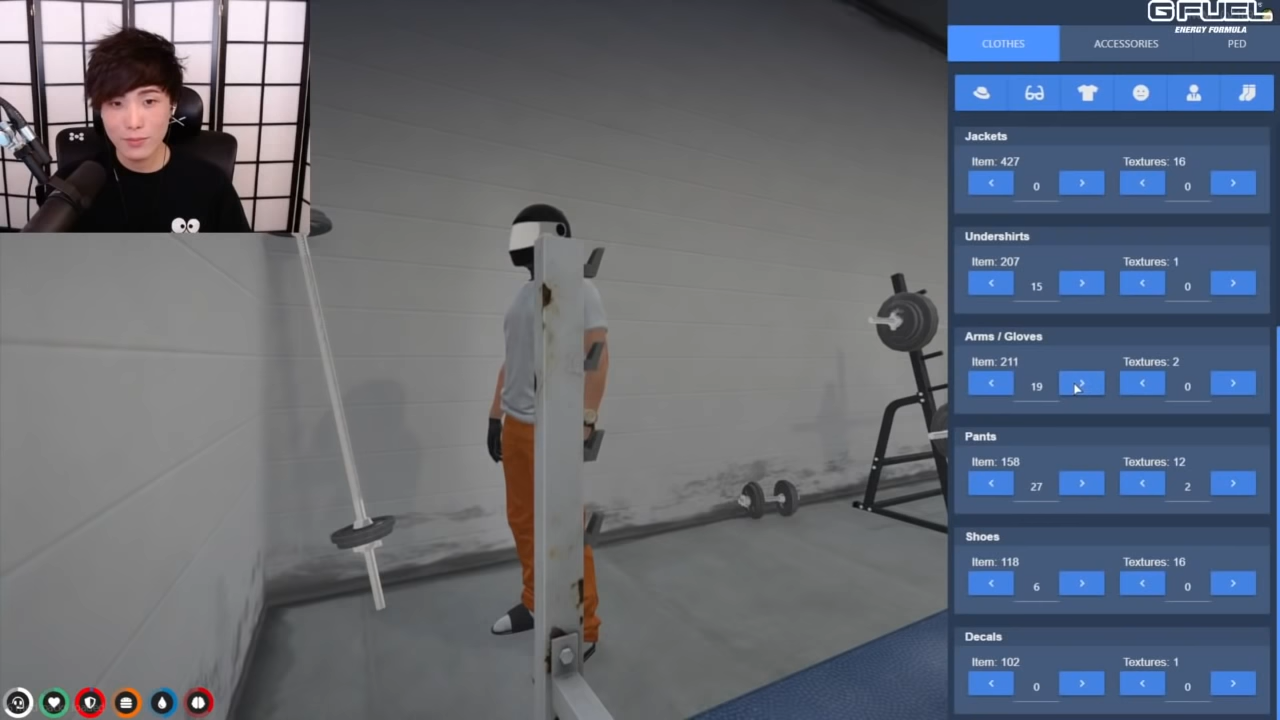 GFUEL
ENERGY FORMULA
CLOTHES
ACCESSORIES
PED
Jackets
Item: 427
Textures: 16
< 0 >
< 0 >
Undershirts
Item: 207
Textures: 1
< 15 >
< 0 >
Arms / Gloves
Item: 211
Textures: 2
< 19 >
< 0 >
Pants
Item: 158
Textures: 12
< 27 >
< 2 >
Shoes
Item: 118
Textures: 16
< 6 >
< 0 >
Decals
Item: 102
Textures: 1
< 0 >
< 0 >